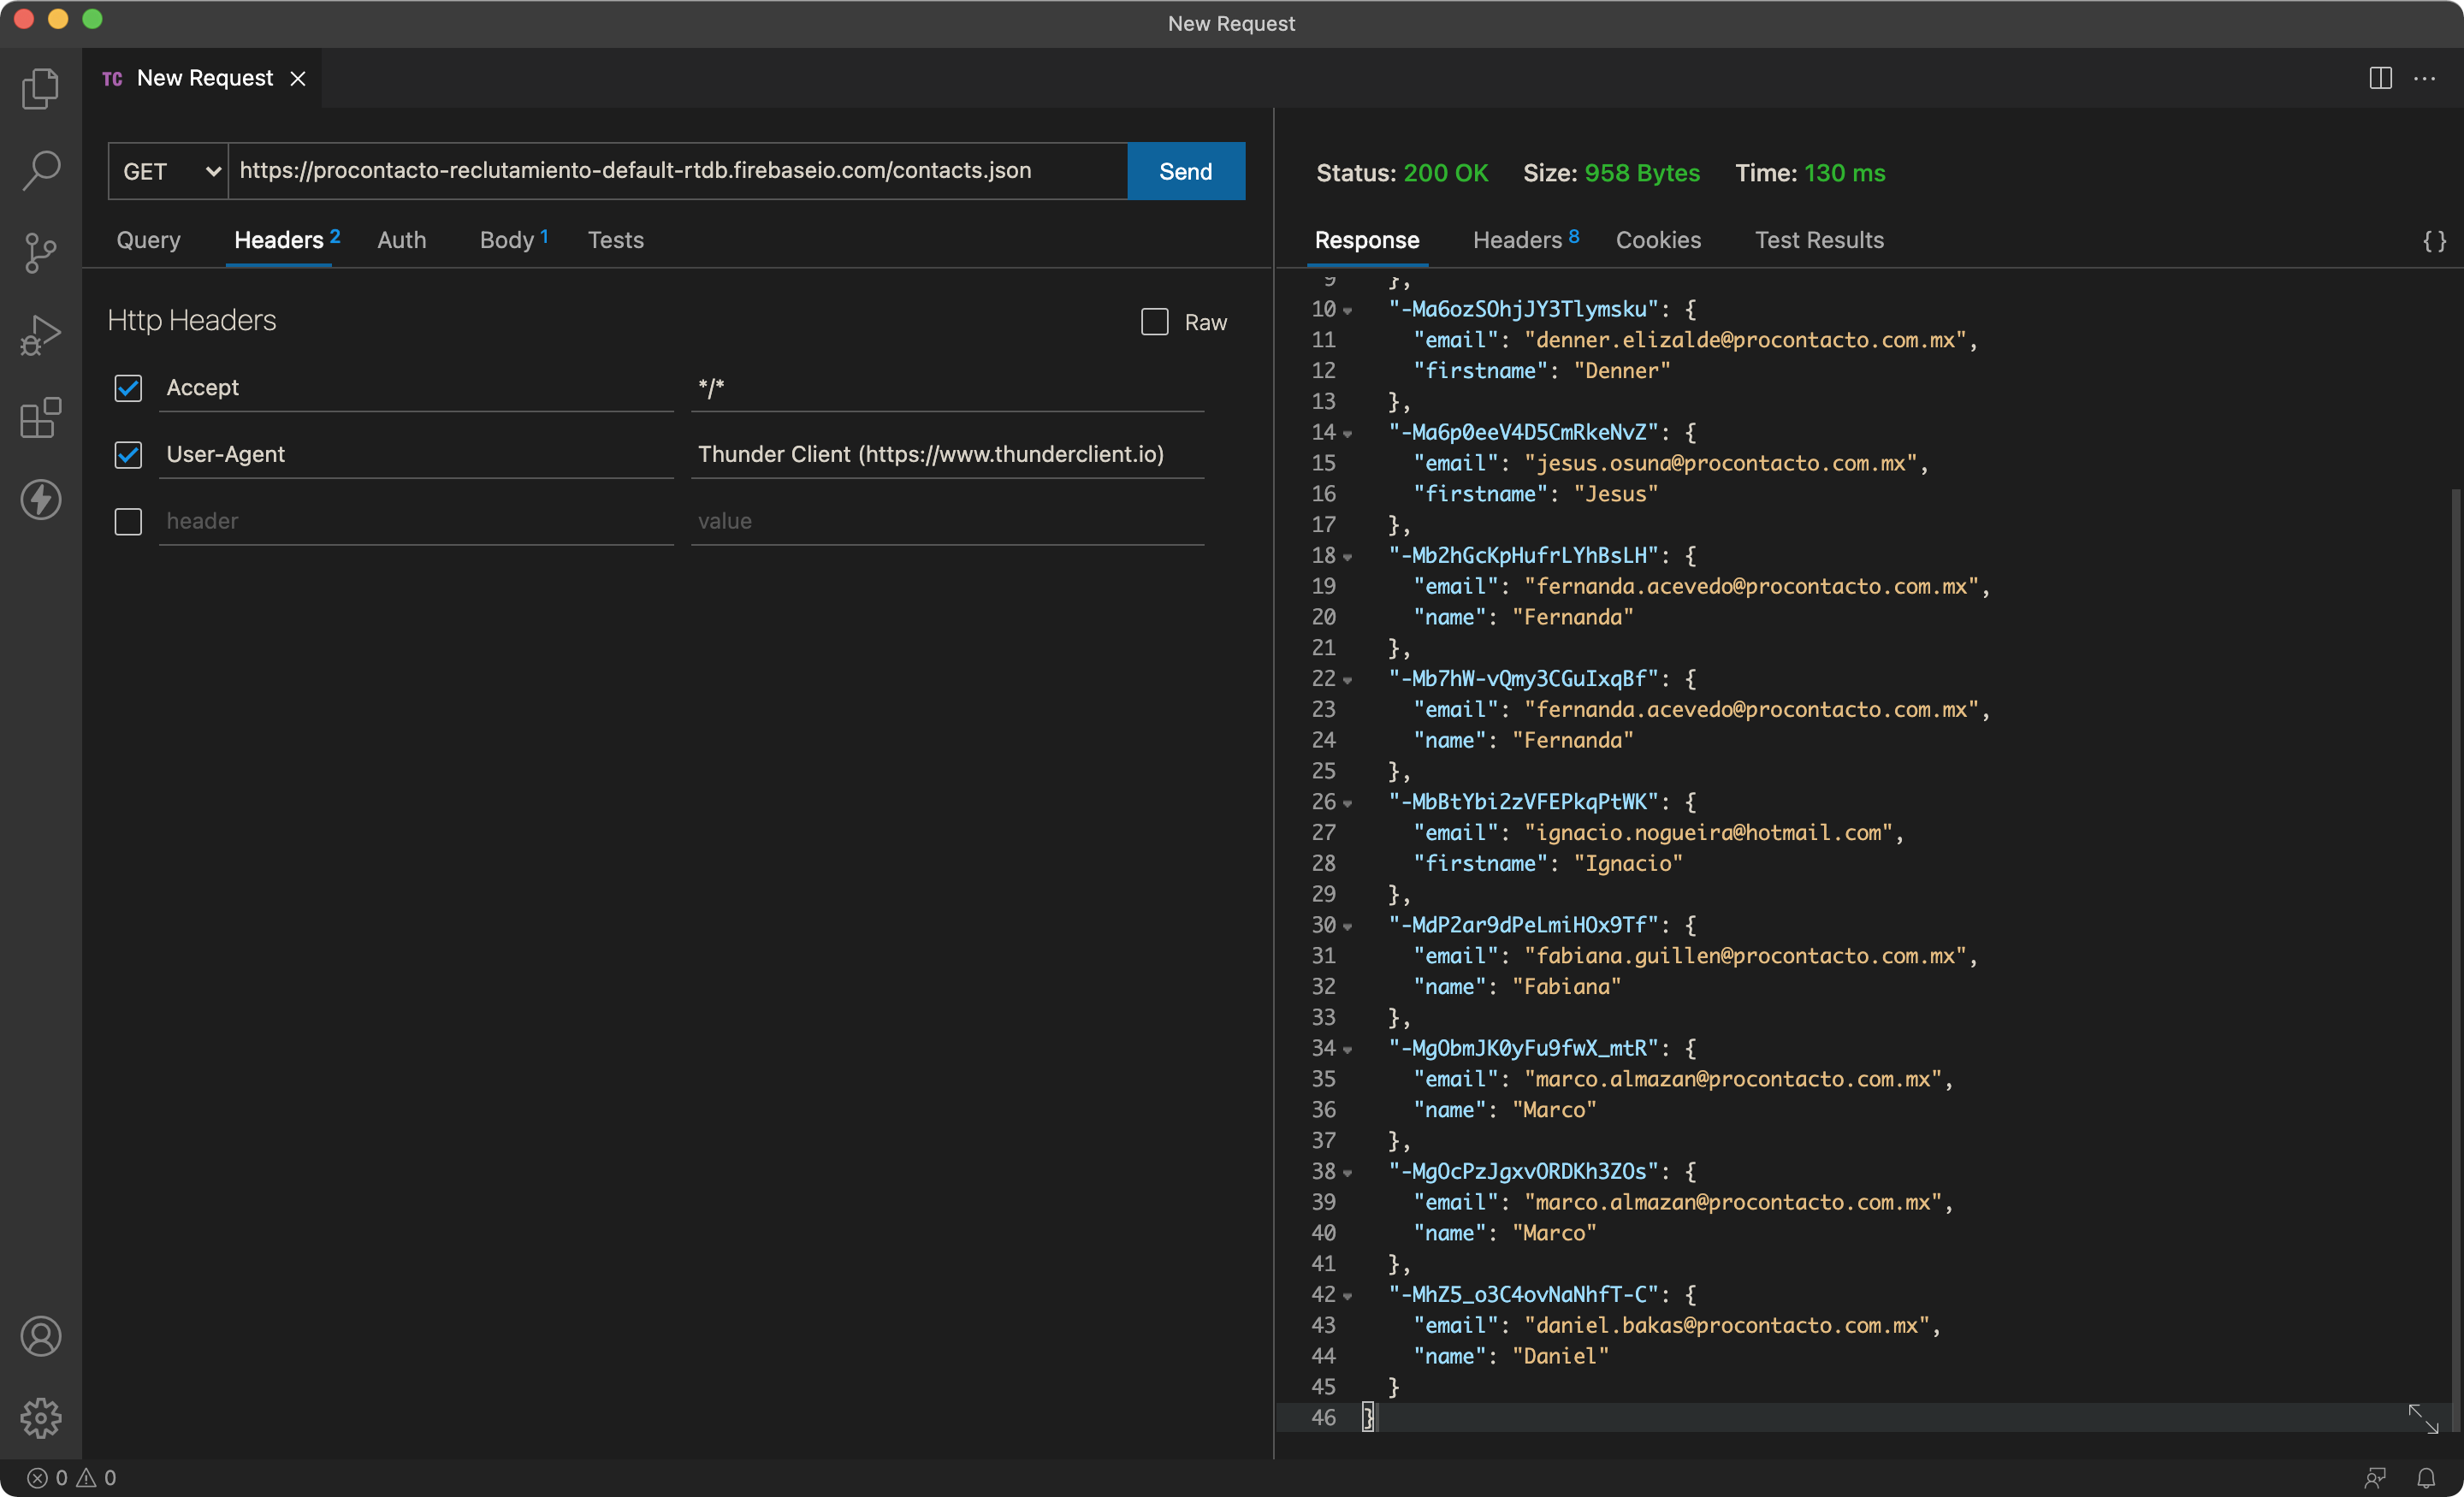 New Request
TC New Request
GET https://procontacto-reclutamiento-default-rtdb.firebaseio.com/contacts.json Send
Query Headers 2 Auth Body 1 Tests
Http Headers Raw
Accept */*
User-Agent Thunder Client (https://www.thunderclient.io)
header value
Status: 200 OK Size: 958 Bytes Time: 130 ms
Response Headers 8 Cookies Test Results {}
9 },
10 "-Ma6ozSOhjJY3Tlymsku": {
11 "email": "denner.elizalde@procontacto.com.mx",
12 "firstname": "Denner"
13 },
14 "-Ma6p0eeV4D5CmRkeNvZ": {
15 "email": "jesus.osuna@procontacto.com.mx",
16 "firstname": "Jesus"
17 },
18 "-Mb2hGcKpHufrLYhBsLH": {
19 "email": "fernanda.acevedo@procontacto.com.mx",
20 "name": "Fernanda"
21 },
22 "-Mb7hW-vQmy3CGuIxqBf": {
23 "email": "fernanda.acevedo@procontacto.com.mx",
24 "name": "Fernanda"
25 },
26 "-MbBtYbi2zVFEPkqPtWK": {
27 "email": "ignacio.nogueira@hotmail.com",
28 "firstname": "Ignacio"
29 },
30 "-MdP2ar9dPeLmiHOx9Tf": {
31 "email": "fabiana.guillen@procontacto.com.mx",
32 "name": "Fabiana"
33 },
34 "-MgObmJK0yFu9fwX_mtR": {
35 "email": "marco.almazan@procontacto.com.mx",
36 "name": "Marco"
37 },
38 "-MgOcPzJgxvORDKh3ZOs": {
39 "email": "marco.almazan@procontacto.com.mx",
40 "name": "Marco"
41 },
42 "-MhZ5_o3C4ovNaNhfT-C": {
43 "email": "daniel.bakas@procontacto.com.mx",
44 "name": "Daniel"
45 }
46 }
0 0